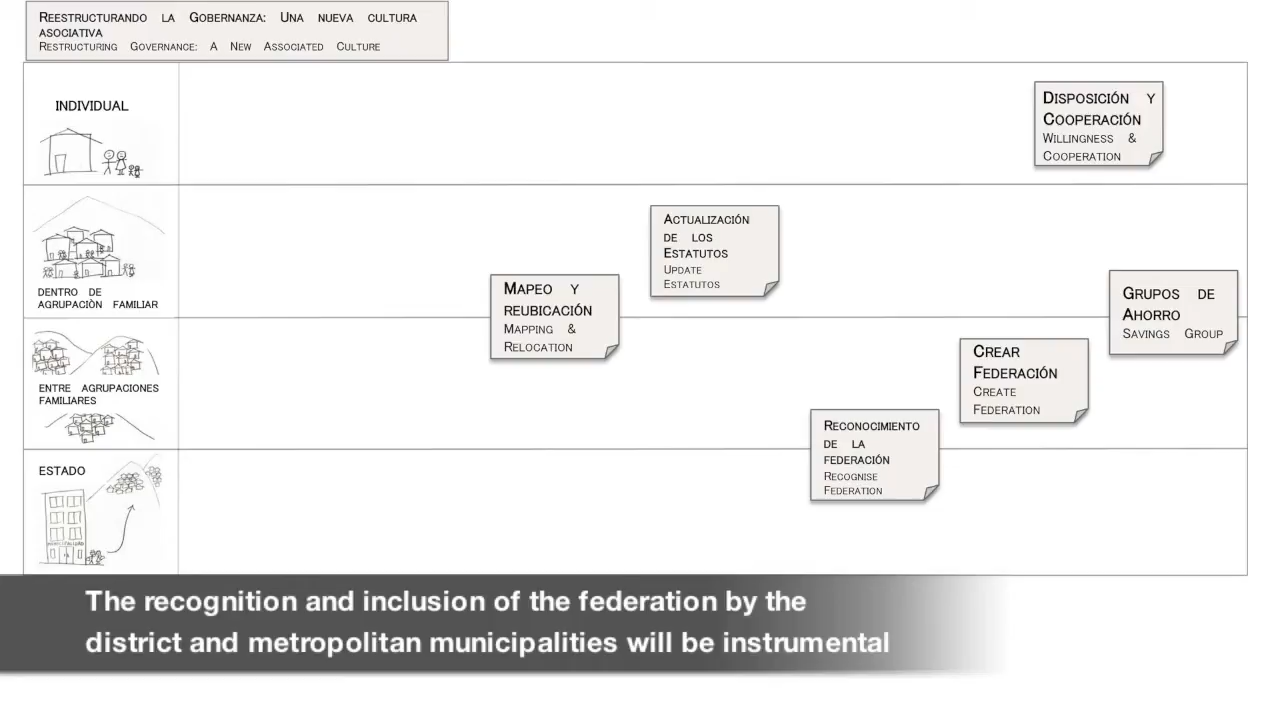 Reestructurando la Gobernanza: Una nueva cultura
asociativa
Restructuring Governance: A New Associated Culture
INDIVIDUAL
Disposición y
Cooperación
Willingness &
Cooperation
Actualización
de los
Estatutos
Update
Estatutos
DENTRO DE
AGRUPACIÒN FAMILIAR
Mapeo y
reubicación
Mapping &
Relocation
Grupos de
Ahorro
Savings Group
Crear
Federación
Create
Federation
ENTRE AGRUPACIONES
FAMILIARES
Reconocimiento
de la
federación
Recognise
Federation
ESTADO
The recognition and inclusion of the federation by the
district and metropolitan municipalities will be instrumental